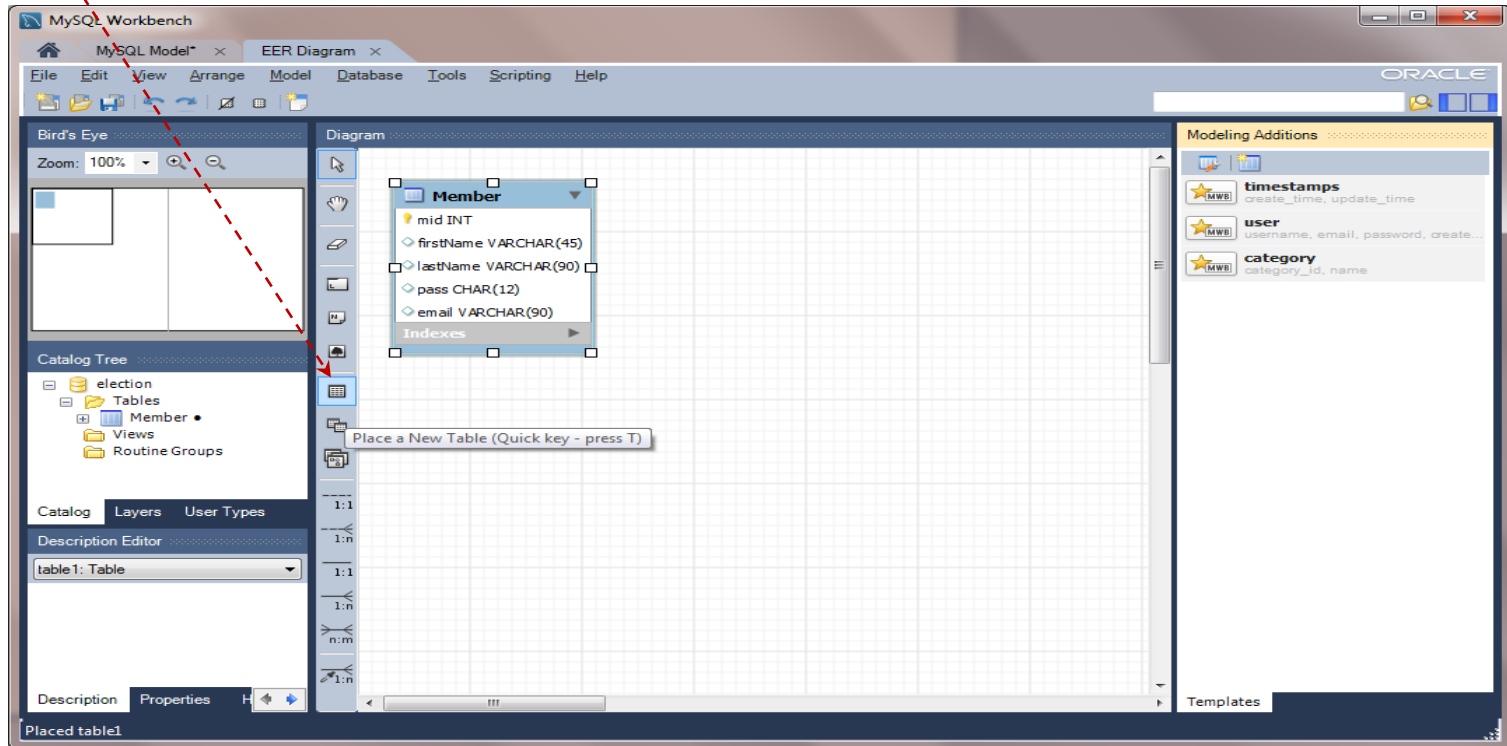 MySQL Workbench
MySQL Model* EER Diagram
File Edit View Arrange Model Database Tools Scripting Help
ORACLE
Bird's Eye
Zoom: 100%
Catalog Tree
election
Tables
Member
Views
Routine Groups
Catalog Layers User Types
Description Editor
table1: Table
Description Properties H
Placed table1
Diagram
Member
mid INT
firstName VARCHAR(45)
lastName VARCHAR(90)
pass CHAR(12)
email VARCHAR(90)
Indexes
Place a New Table (Quick key - press T)
1:1
1:n
1:1
1:n
n:m
1:n
Modeling Additions
MWB timestamps
create_time, update_time
MWB user
username, email, password, create...
MWB category
category_id, name
Templates